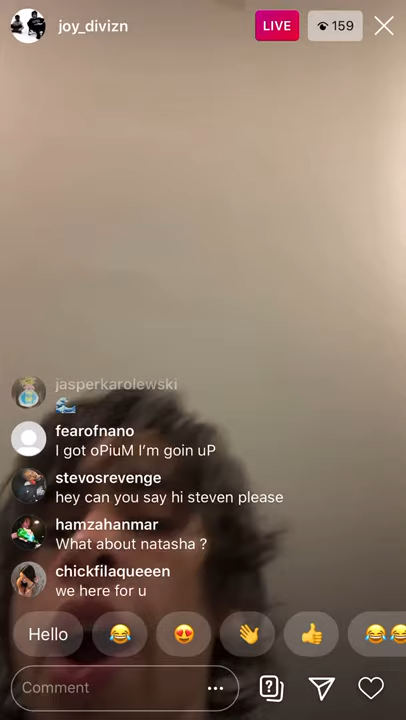 joy_divizn
LIVE
159
jasperkarolewski
🌊
fearofnano
I got oPiuM I’m goin uP
stevosrevenge
hey can you say hi steven please
hamzahanmar
What about natasha ?
chickfilaqueeen
we here for u
Hello 😂 😍 👋 👍 😂😂
Comment